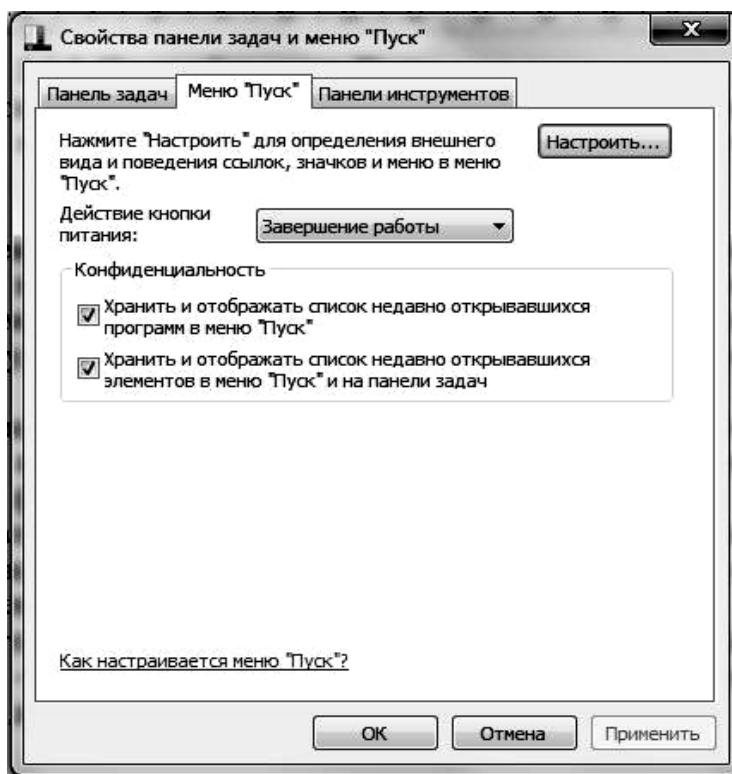 Свойства панели задач и меню "Пуск"
Панель задач
Меню "Пуск"
Панели инструментов
Нажмите "Настроить" для определения внешнего
вида и поведения ссылок, значков и меню в меню
"Пуск".
Настроить...
Действие кнопки
питания:
Завершение работы
Конфиденциальность
Хранить и отображать список недавно открывавшихся
программ в меню "Пуск"
Хранить и отображать список недавно открывавшихся
элементов в меню "Пуск" и на панели задач
Как настраивается меню "Пуск"?
ОК
Отмена
Применить